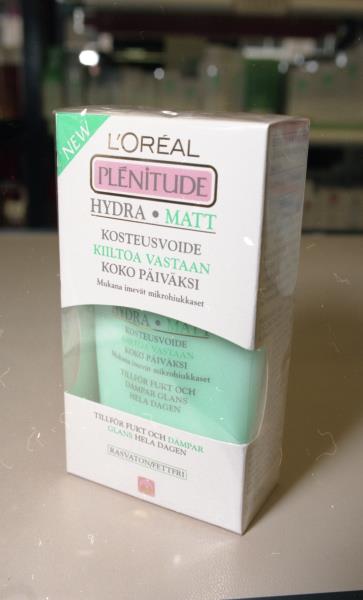 NEW
L'ORÉAL
PLÉNITUDE
HYDRA • MATT
KOSTEUSVOIDE
KIILTOA VASTAAN
KOKO PÄIVÄKSI
Mukana imevät mikrohiukkaset
HYDRA • MATT
KOSTEUSVOIDE
KIILTOA VASTAAN
KOKO PÄIVÄKSI
Mukana imevät mikrohiukkaset
TILLFÖR FUKT OCH
DÄMPAR GLANS
HELA DAGEN
TILLFÖR FUKT OCH DÄMPAR
GLANS HELA DAGEN
RASVATON/FETTFRI